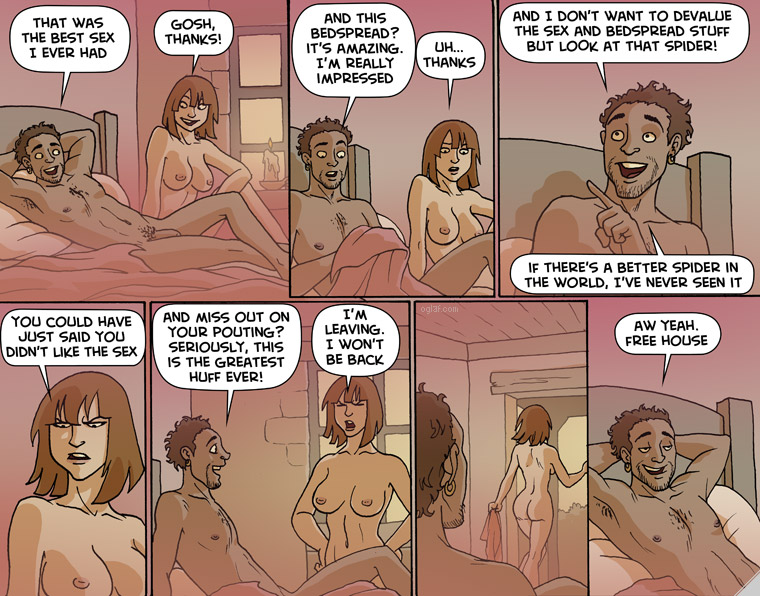 THAT WAS
THE BEST SEX
I EVER HAD
GOSH,
THANKS!
AND THIS
BEDSPREAD?
IT'S AMAZING.
I'M REALLY
IMPRESSED
UH...
THANKS
AND I DON'T WANT TO DEVALUE
THE SEX AND BEDSPREAD STUFF
BUT LOOK AT THAT SPIDER!
IF THERE'S A BETTER SPIDER IN
THE WORLD, I'VE NEVER SEEN IT
YOU COULD HAVE
JUST SAID YOU
DIDN'T LIKE THE SEX
AND MISS OUT ON
YOUR POUTING?
SERIOUSLY, THIS
IS THE GREATEST
HUFF EVER!
I'M
LEAVING.
I WON'T
BE BACK
oglaf.com
AW YEAH.
FREE HOUSE